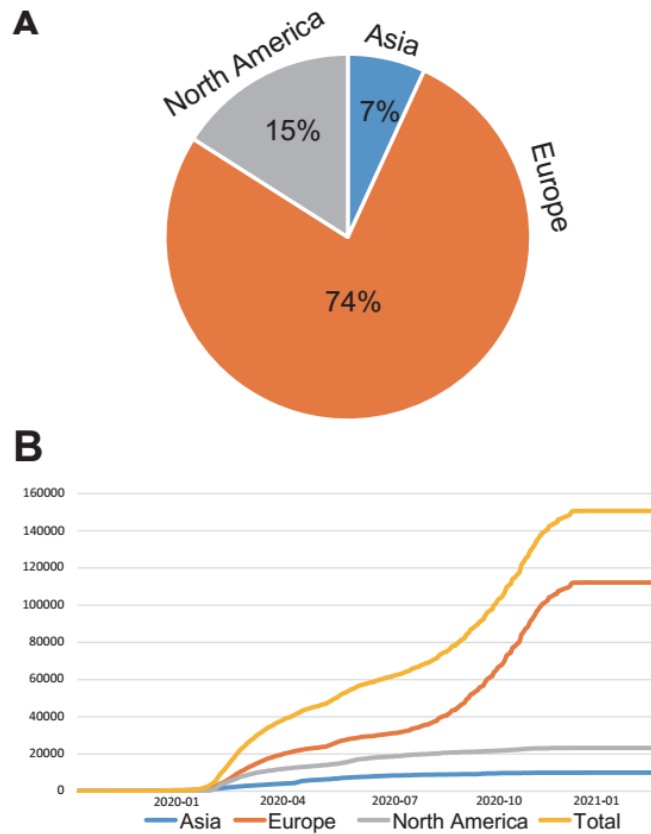 A
North America
Asia
7%
15%
Europe
74%
B
160000
140000
120000
100000
80000
60000
40000
20000
0
2020-01 2020-04 2020-07 2020-10 2021-01
Asia Europe North America Total